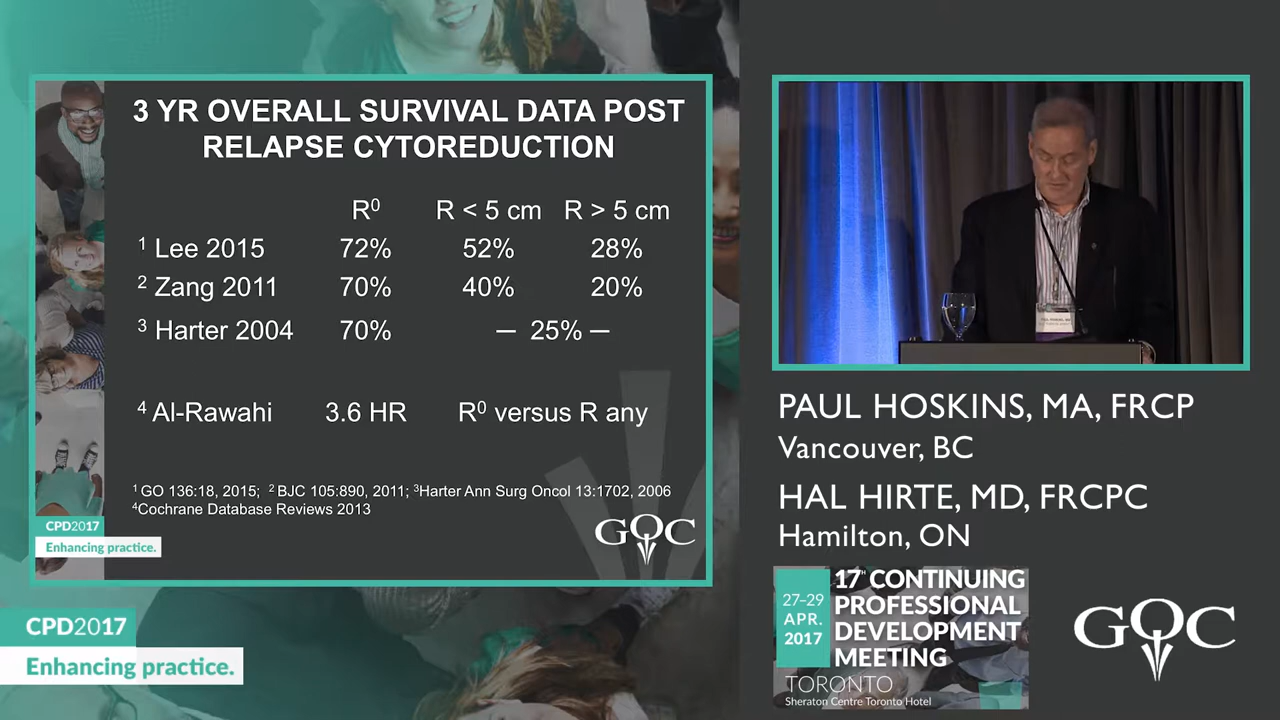 3 YR OVERALL SURVIVAL DATA POST
RELAPSE CYTOREDUCTION
R⁰ R < 5 cm R > 5 cm
¹ Lee 2015 72% 52% 28%
² Zang 2011 70% 40% 20%
³ Harter 2004 70% — 25% —
⁴ Al-Rawahi 3.6 HR R⁰ versus R any
¹ GO 136:18, 2015; ² BJC 105:890, 2011; ³Harter Ann Surg Oncol 13:1702, 2006
⁴Cochrane Database Reviews 2013
CPD2017
Enhancing practice.
GOC
CPD2017
Enhancing practice.
PAUL HOSKINS, MA, FRCP
Vancouver, BC
HAL HIRTE, MD, FRCPC
Hamilton, ON
27–29
APR.
2017
17TH CONTINUING
PROFESSIONAL
DEVELOPMENT
MEETING
TORONTO
Sheraton Centre Toronto Hotel
GOC